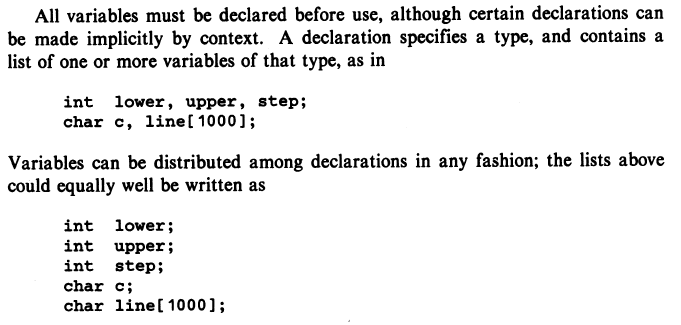 All variables must be declared before use, although certain declarations can
be made implicitly by context. A declaration specifies a type, and contains a
list of one or more variables of that type, as in
int lower, upper, step;
char c, line[1000];
Variables can be distributed among declarations in any fashion; the lists above
could equally well be written as
int lower;
int upper;
int step;
char c;
char line[1000];